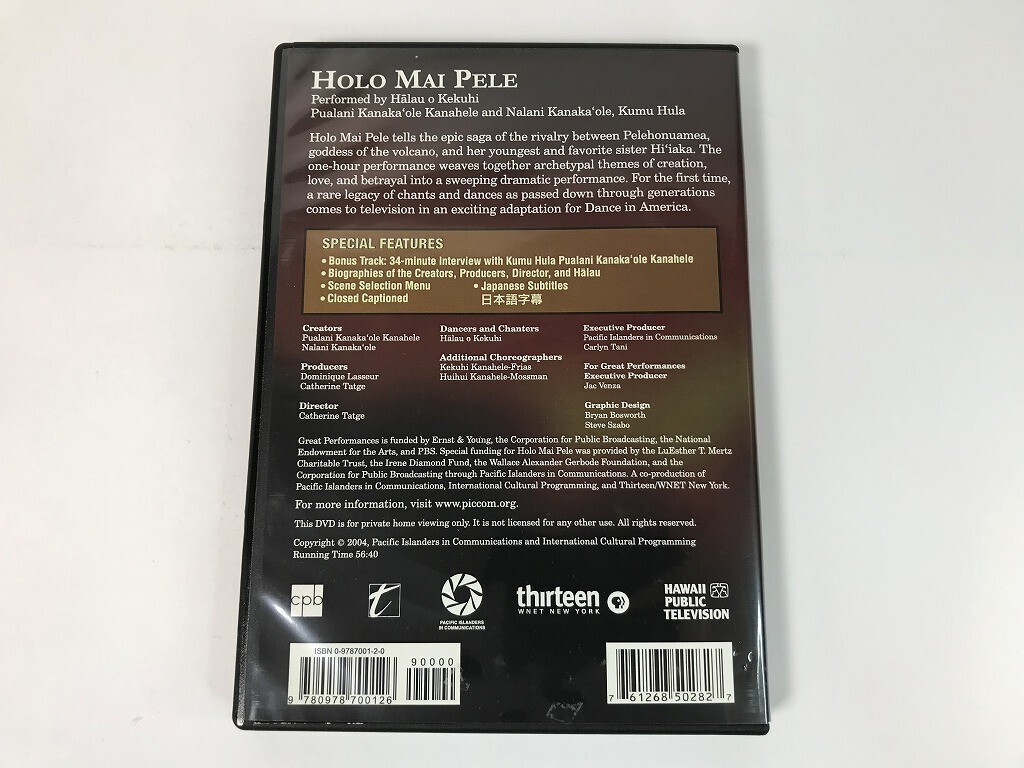 HOLO MAI PELE
Performed by Hālau o Kekuhi
Pualani Kanakaʻole Kanahele and Nalani Kanakaʻole, Kumu Hula
Holo Mai Pele tells the epic saga of the rivalry between Pelehonuamea,
goddess of the volcano, and her youngest and favorite sister Hiʻiaka. The
one-hour performance weaves together archetypal themes of creation,
love, and betrayal into a sweeping dramatic performance. For the first time,
a rare legacy of chants and dances as passed down through generations
comes to television in an exciting adaptation for Dance in America.
SPECIAL FEATURES
• Bonus Track: 34-minute Interview with Kumu Hula Pualani Kanakaʻole Kanahele
• Biographies of the Creators, Producers, Director, and Hālau
• Scene Selection Menu
• Closed Captioned
• Japanese Subtitles
日本語字幕
Creators
Pualani Kanakaʻole Kanahele
Nalani Kanakaʻole
Producers
Dominique Lasseur
Catherine Tatge
Director
Catherine Tatge
Dancers and Chanters
Hālau o Kekuhi
Additional Choreographers
Kekuhi Kanahele-Frias
Huihui Kanahele-Mossman
Executive Producer
Pacific Islanders in Communications
Carlyn Tani
For Great Performances
Executive Producer
Jac Venza
Graphic Design
Bryan Bosworth
Steve Szabo
Great Performances is funded by Ernst & Young, the Corporation for Public Broadcasting, the National
Endowment for the Arts, and PBS. Special funding for Holo Mai Pele was provided by the LuEsther T. Mertz
Charitable Trust, the Irene Diamond Fund, the Wallace Alexander Gerbode Foundation, and the
Corporation for Public Broadcasting through Pacific Islanders in Communications. A co-production of
Pacific Islanders in Communications, International Cultural Programming, and Thirteen/WNET New York.
For more information, visit www.piccom.org.
This DVD is for private home viewing only. It is not licensed for any other use. All rights reserved.
Copyright © 2004, Pacific Islanders in Communications and International Cultural Programming
Running Time 56:40
cpb
t
PACIFIC ISLANDERS
IN COMMUNICATIONS
thirteen
WNET NEW YORK
HAWAII
PUBLIC
TELEVISION
ISBN 0-9787001-2-0
90000
9 780978 700126
7 61268 50282 7